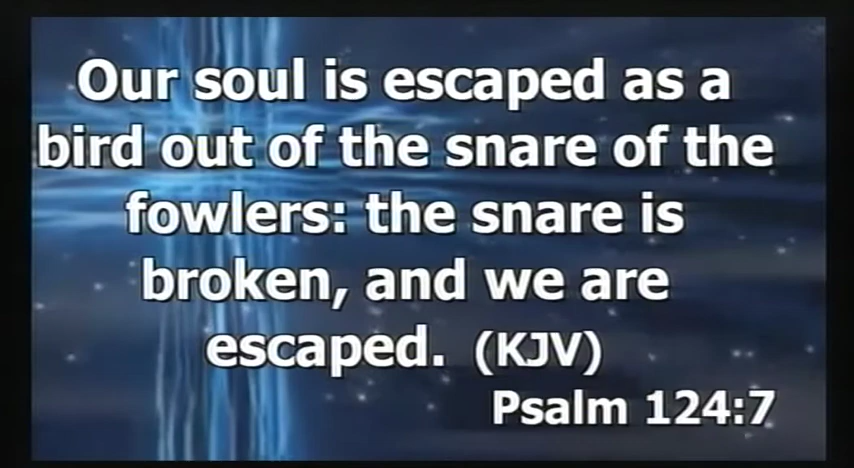 Our soul is escaped as a
bird out of the snare of the
fowlers: the snare is
broken, and we are
escaped. (KJV)
Psalm 124:7